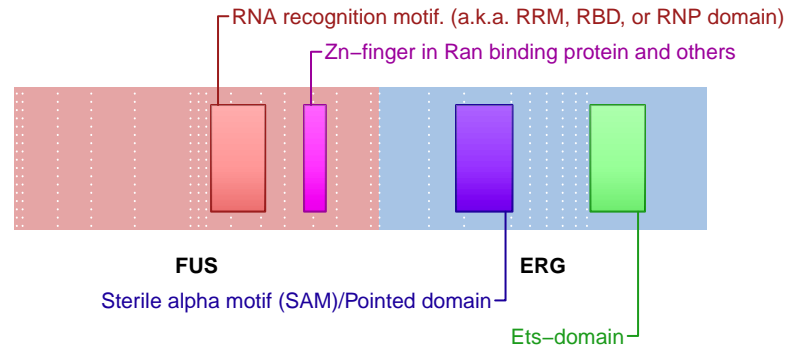 RNA recognition motif. (a.k.a. RRM, RBD, or RNP domain)
Zn−finger in Ran binding protein and others
FUS ERG
Sterile alpha motif (SAM)/Pointed domain
Ets−domain